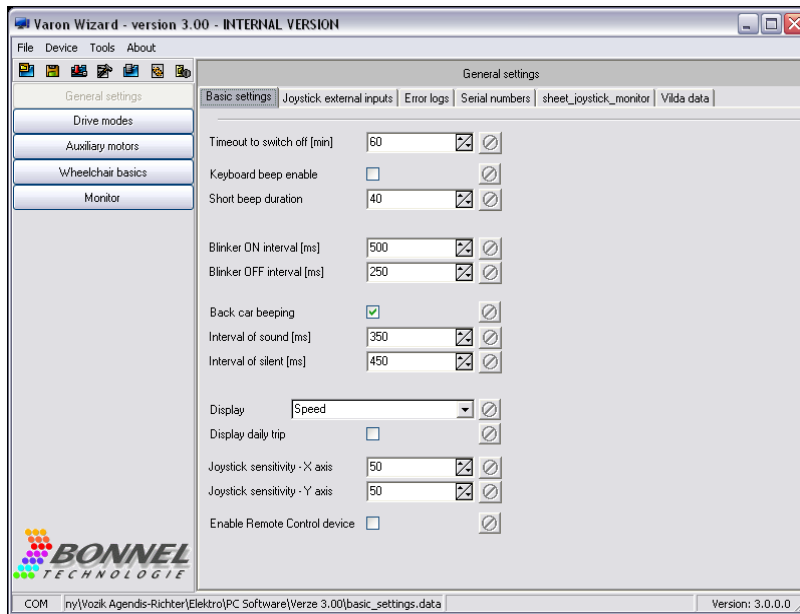 Varon Wizard - version 3.00 - INTERNAL VERSION
File Device Tools About
General settings
General settings
Drive modes
Auxiliary motors
Wheelchair basics
Monitor
Basic settings Joystick external inputs Error logs Serial numbers sheet_joystick_monitor Vilda data
Timeout to switff off [min] 60
Keyboard beep enable
Short beep duration 40
Blinker ON interval [ms] 500
Blinker OFF interval [ms] 250
Back car beeping
Interval of sound [ms] 350
Interval of silent [ms] 450
Display Speed
Display daily trip
Joystick sensitivity - X axis 50
Joystick sensitivity - Y axis 50
Enable Remote Control device
BONNEL
TECHNOLOGIE
COM ny\Vozik Agendis-Richter\Elektro\PC Software\Verze 3.00\basic_settings.data Version: 3.0.0.0